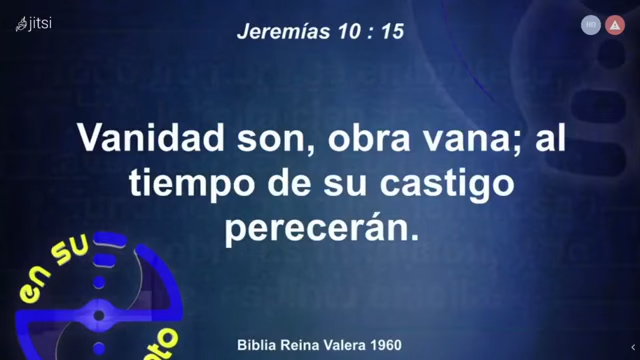 jitsi
Jeremías 10 : 15
HD
Vanidad son, obra vana; al
tiempo de su castigo
perecerán.
en su
Biblia Reina Valera 1960